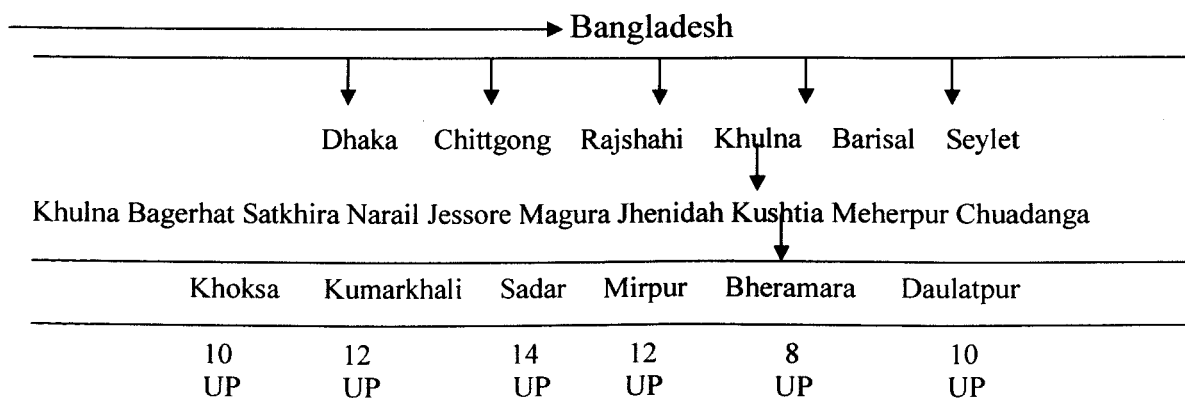 Bangladesh
Dhaka Chittgong Rajshahi Khulna Barisal Seylet
Khulna Bagerhat Satkhira Narail Jessore Magura Jhenidah Kushtia Meherpur Chuadanga
Khoksa Kumarkhali Sadar Mirpur Bheramara Daulatpur
10 12 14 12 8 10
UP UP UP UP UP UP